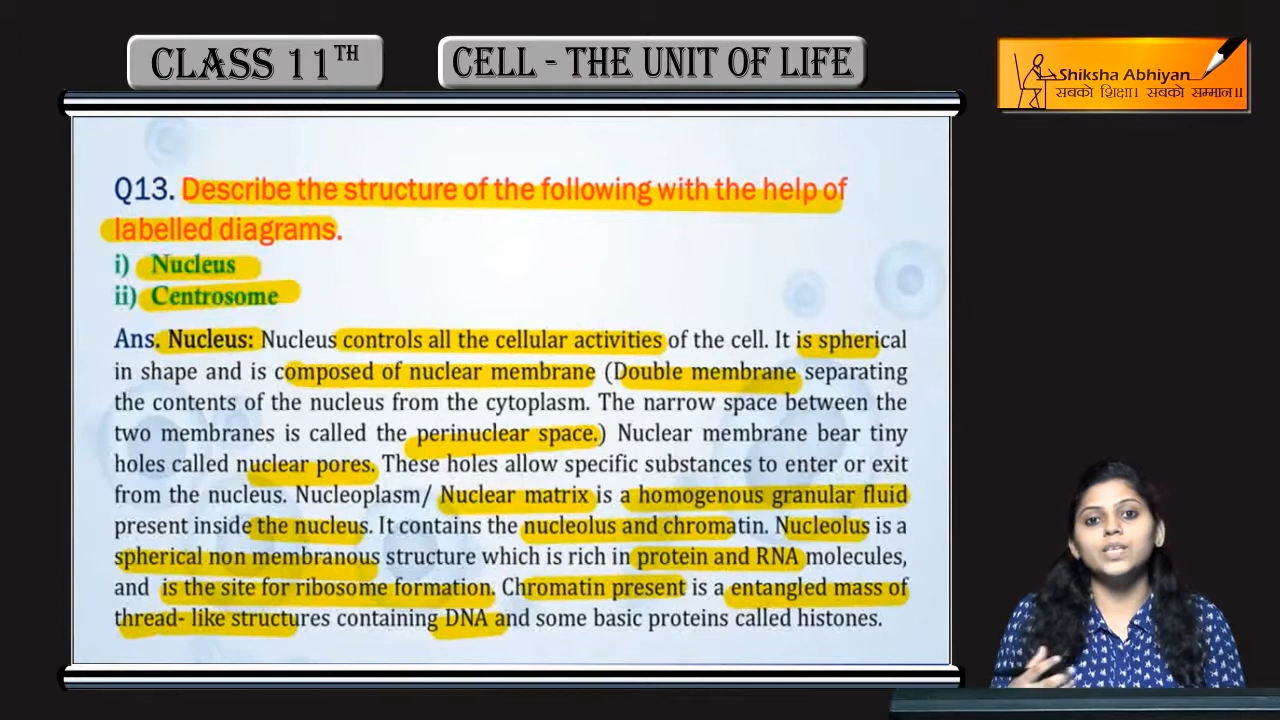 CLASS 11TH
CELL - THE UNIT OF LIFE
Shiksha Abhiyan
सबको शिक्षा। सबको सम्मान॥
Q13. Describe the structure of the following with the help of
labelled diagrams.
i) Nucleus
ii) Centrosome
Ans. Nucleus: Nucleus controls all the cellular activities of the cell. It is spherical
in shape and is composed of nuclear membrane (Double membrane separating
the contents of the nucleus from the cytoplasm. The narrow space between the
two membranes is called the perinuclear space.) Nuclear membrane bear tiny
holes called nuclear pores. These holes allow specific substances to enter or exit
from the nucleus. Nucleoplasm/ Nuclear matrix is a homogenous granular fluid
present inside the nucleus. It contains the nucleolus and chromatin. Nucleolus is a
spherical non membranous structure which is rich in protein and RNA molecules,
and is the site for ribosome formation. Chromatin present is a entangled mass of
thread- like structures containing DNA and some basic proteins called histones.